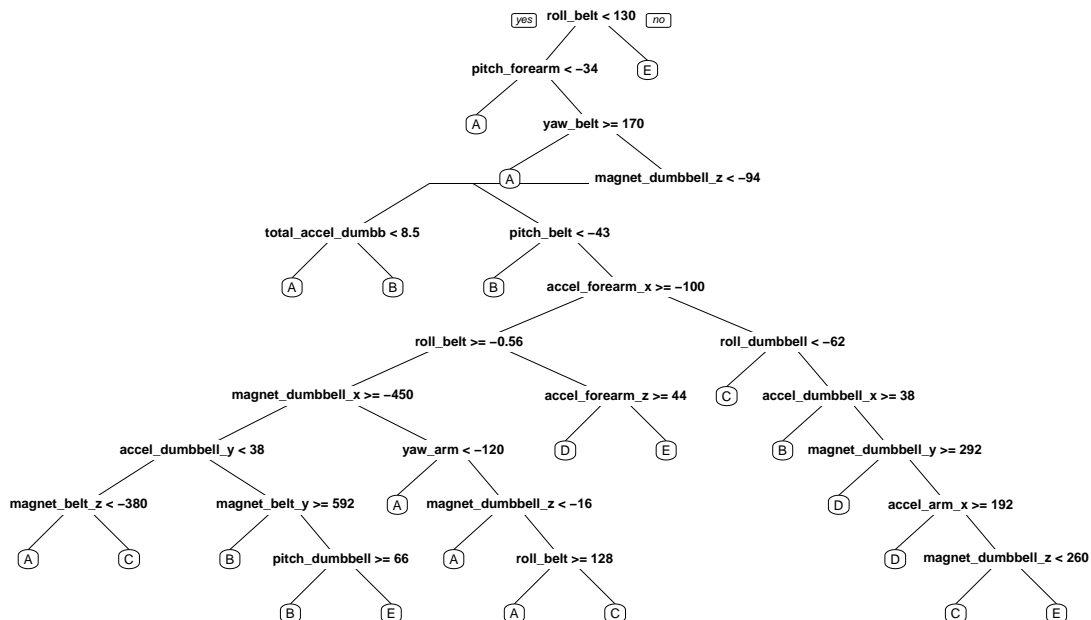 yes roll_belt < 130 no
pitch_forearm < −34 E
A yaw_belt >= 170
A magnet_dumbbell_z < −94
total_accel_dumbb < 8.5 pitch_belt < −43
A B B accel_forearm_x >= −100
roll_belt >= −0.56 roll_dumbbell < −62
magnet_dumbbell_x >= −450 accel_forearm_z >= 44 C accel_dumbbell_x >= 38
accel_dumbbell_y < 38 yaw_arm < −120 D E B magnet_dumbbell_y >= 292
magnet_belt_z < −380 magnet_belt_y >= 592 A magnet_dumbbell_z < −16 D accel_arm_x >= 192
A C B pitch_dumbbell >= 66 A roll_belt >= 128 D magnet_dumbbell_z < 260
B E A C C E